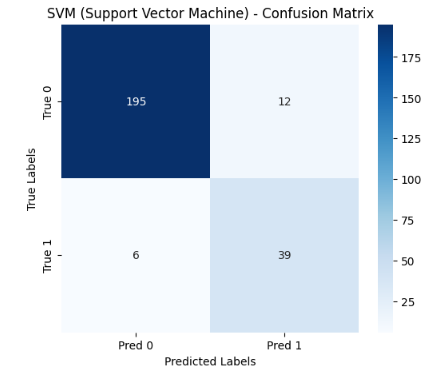 SVM (Support Vector Machine) - Confusion Matrix
True Labels
True 0
195
12
True 1
6
39
Pred 0
Pred 1
Predicted Labels
175
150
125
100
75
50
25